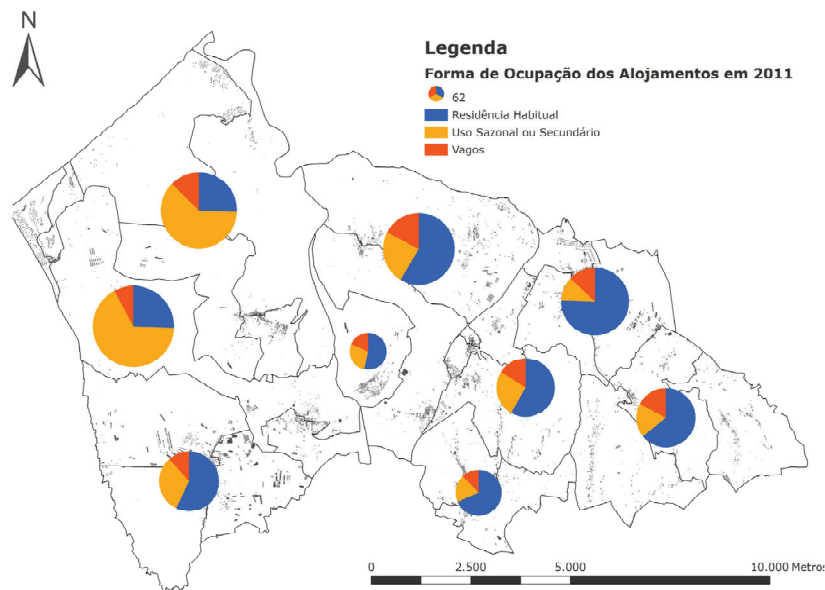 N
Legenda
Forma de Ocupação dos Alojamentos em 2011
62
Residência Habitual
Uso Sazonal ou Secundário
Vagos
0 2.500 5.000 10.000 Metros